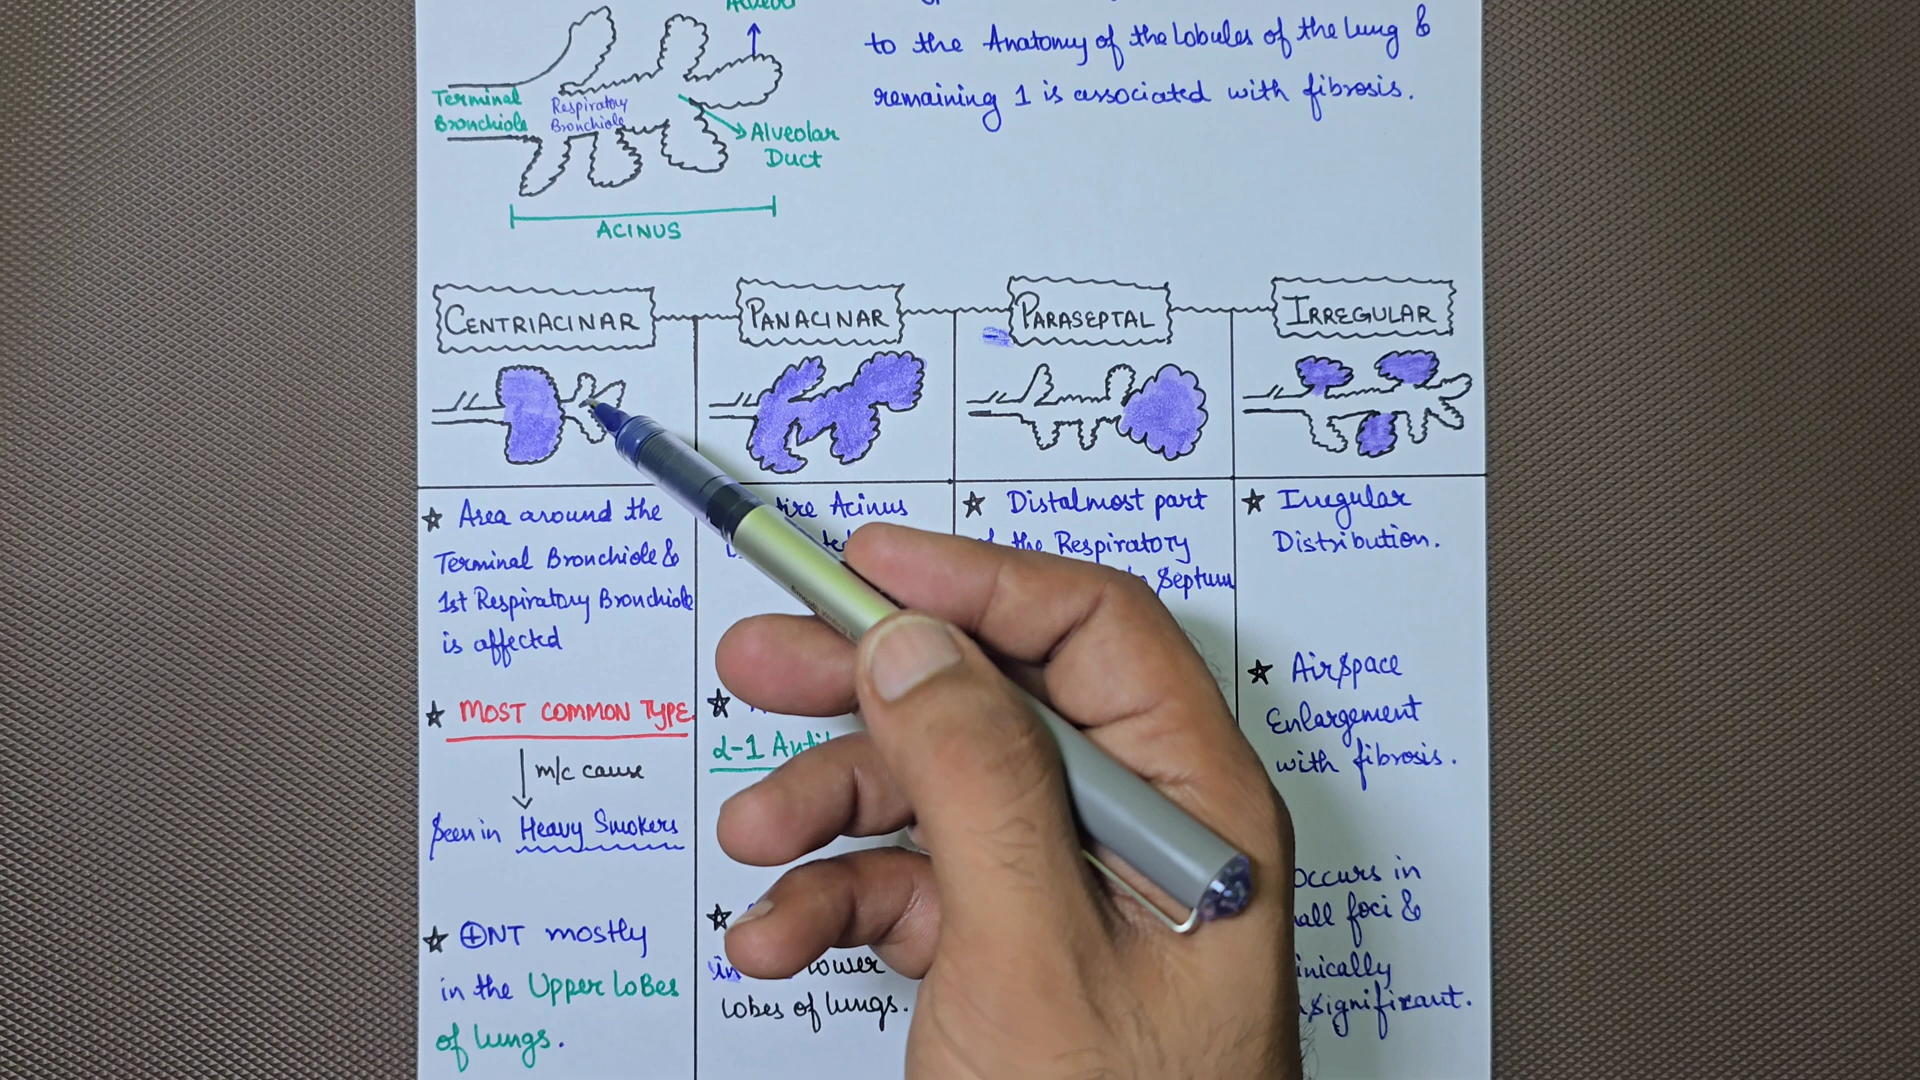 to the Anatomy of the Lobules of the lung &
remaining 1 is associated with fibrosis.
Terminal
Bronchiole
Respiratory
Bronchiole
Alveolar
Duct
ACINUS
CENTRIACINAR
PANACINAR
PARASEPTAL
IRREGULAR
★ Area around the
Terminal Bronchiole &
1st Respiratory Bronchiole
is affected
★ MOST COMMON TYPE
m/c cause
Seen in Heavy Smokers
★ ⊕NT mostly
in the Upper Lobes
of lungs.
Acinus
★
α-1
★
in lower
lobes of lungs.
★ Distalmost part
the Respiratory
Septum
★ Irregular
Distribution.
★ Airspace
Enlargement
with fibrosis.
occurs in
foci &